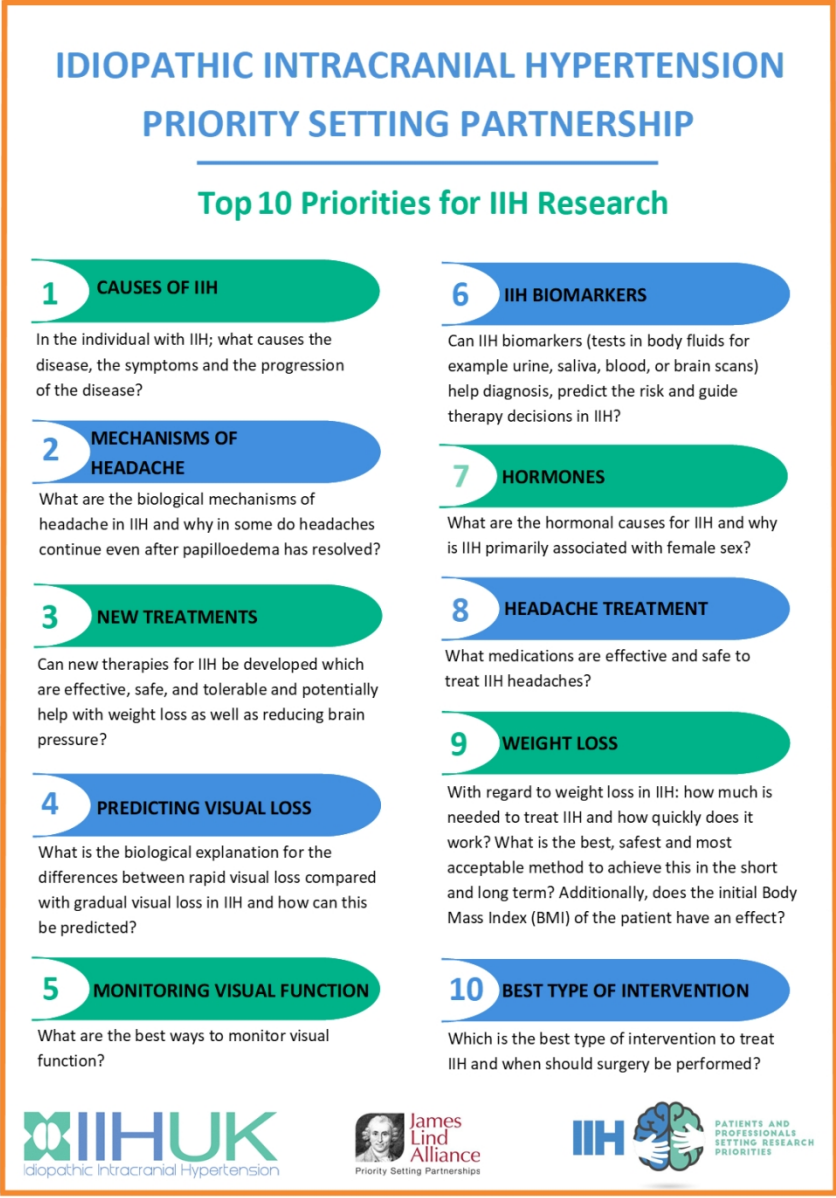 IDIOPATHIC INTRACRANIAL HYPERTENSION
PRIORITY SETTING PARTNERSHIP
Top 10 Priorities for IIH Research
1 CAUSES OF IIH
In the individual with IIH; what causes the
disease, the symptoms and the progression
of the disease?
2 MECHANISMS OF
HEADACHE
What are the biological mechanisms of
headache in IIH and why in some do headaches
continue even after papilloedema has resolved?
3 NEW TREATMENTS
Can new therapies for IIH be developed which
are effective, safe, and tolerable and potentially
help with weight loss as well as reducing brain
pressure?
4 PREDICTING VISUAL LOSS
What is the biological explanation for the
differences between rapid visual loss compared
with gradual visual loss in IIH and how can this
be predicted?
5 MONITORING VISUAL FUNCTION
What are the best ways to monitor visual
function?
6 IIH BIOMARKERS
Can IIH biomarkers (tests in body fluids for
example urine, saliva, blood, or brain scans)
help diagnosis, predict the risk and guide
therapy decisions in IIH?
7 HORMONES
What are the hormonal causes for IIH and why
is IIH primarily associated with female sex?
8 HEADACHE TREATMENT
What medications are effective and safe to
treat IIH headaches?
9 WEIGHT LOSS
With regard to weight loss in IIH: how much is
needed to treat IIH and how quickly does it
work? What is the best, safest and most
acceptable method to achieve this in the short
and long term? Additionally, does the initial Body
Mass Index (BMI) of the patient have an effect?
10 BEST TYPE OF INTERVENTION
Which is the best type of intervention to treat
IIH and when should surgery be performed?
IIHUK
Idiopathic Intracranial Hypertension
James
Lind
Alliance
Priority Setting Partnerships
IIH
PATIENTS AND
PROFESSIONALS
SETTING RESEARCH
PRIORITIES